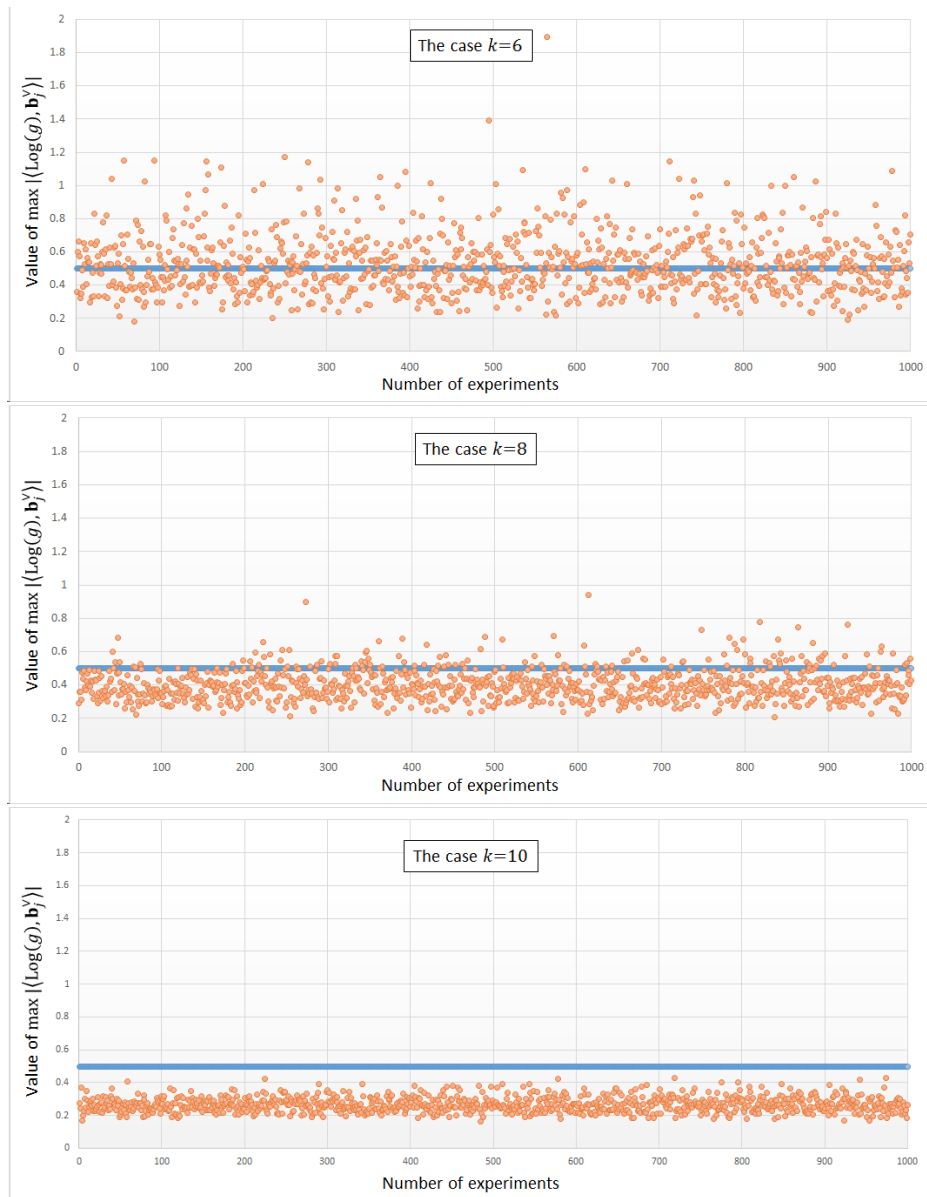 The case k=6
Value of max |⟨Log(g), b_j^∨⟩|
2
1.8
1.6
1.4
1.2
1
0.8
0.6
0.4
0.2
0
0 100 200 300 400 500 600 700 800 900 1000
Number of experiments
The case k=8
Value of max |⟨Log(g), b_j^∨⟩|
2
1.8
1.6
1.4
1.2
1
0.8
0.6
0.4
0.2
0
0 100 200 300 400 500 600 700 800 900 1000
Number of experiments
The case k=10
Value of max |⟨Log(g), b_j^∨⟩|
2
1.8
1.6
1.4
1.2
1
0.8
0.6
0.4
0.2
0
0 100 200 300 400 500 600 700 800 900 1000
Number of experiments